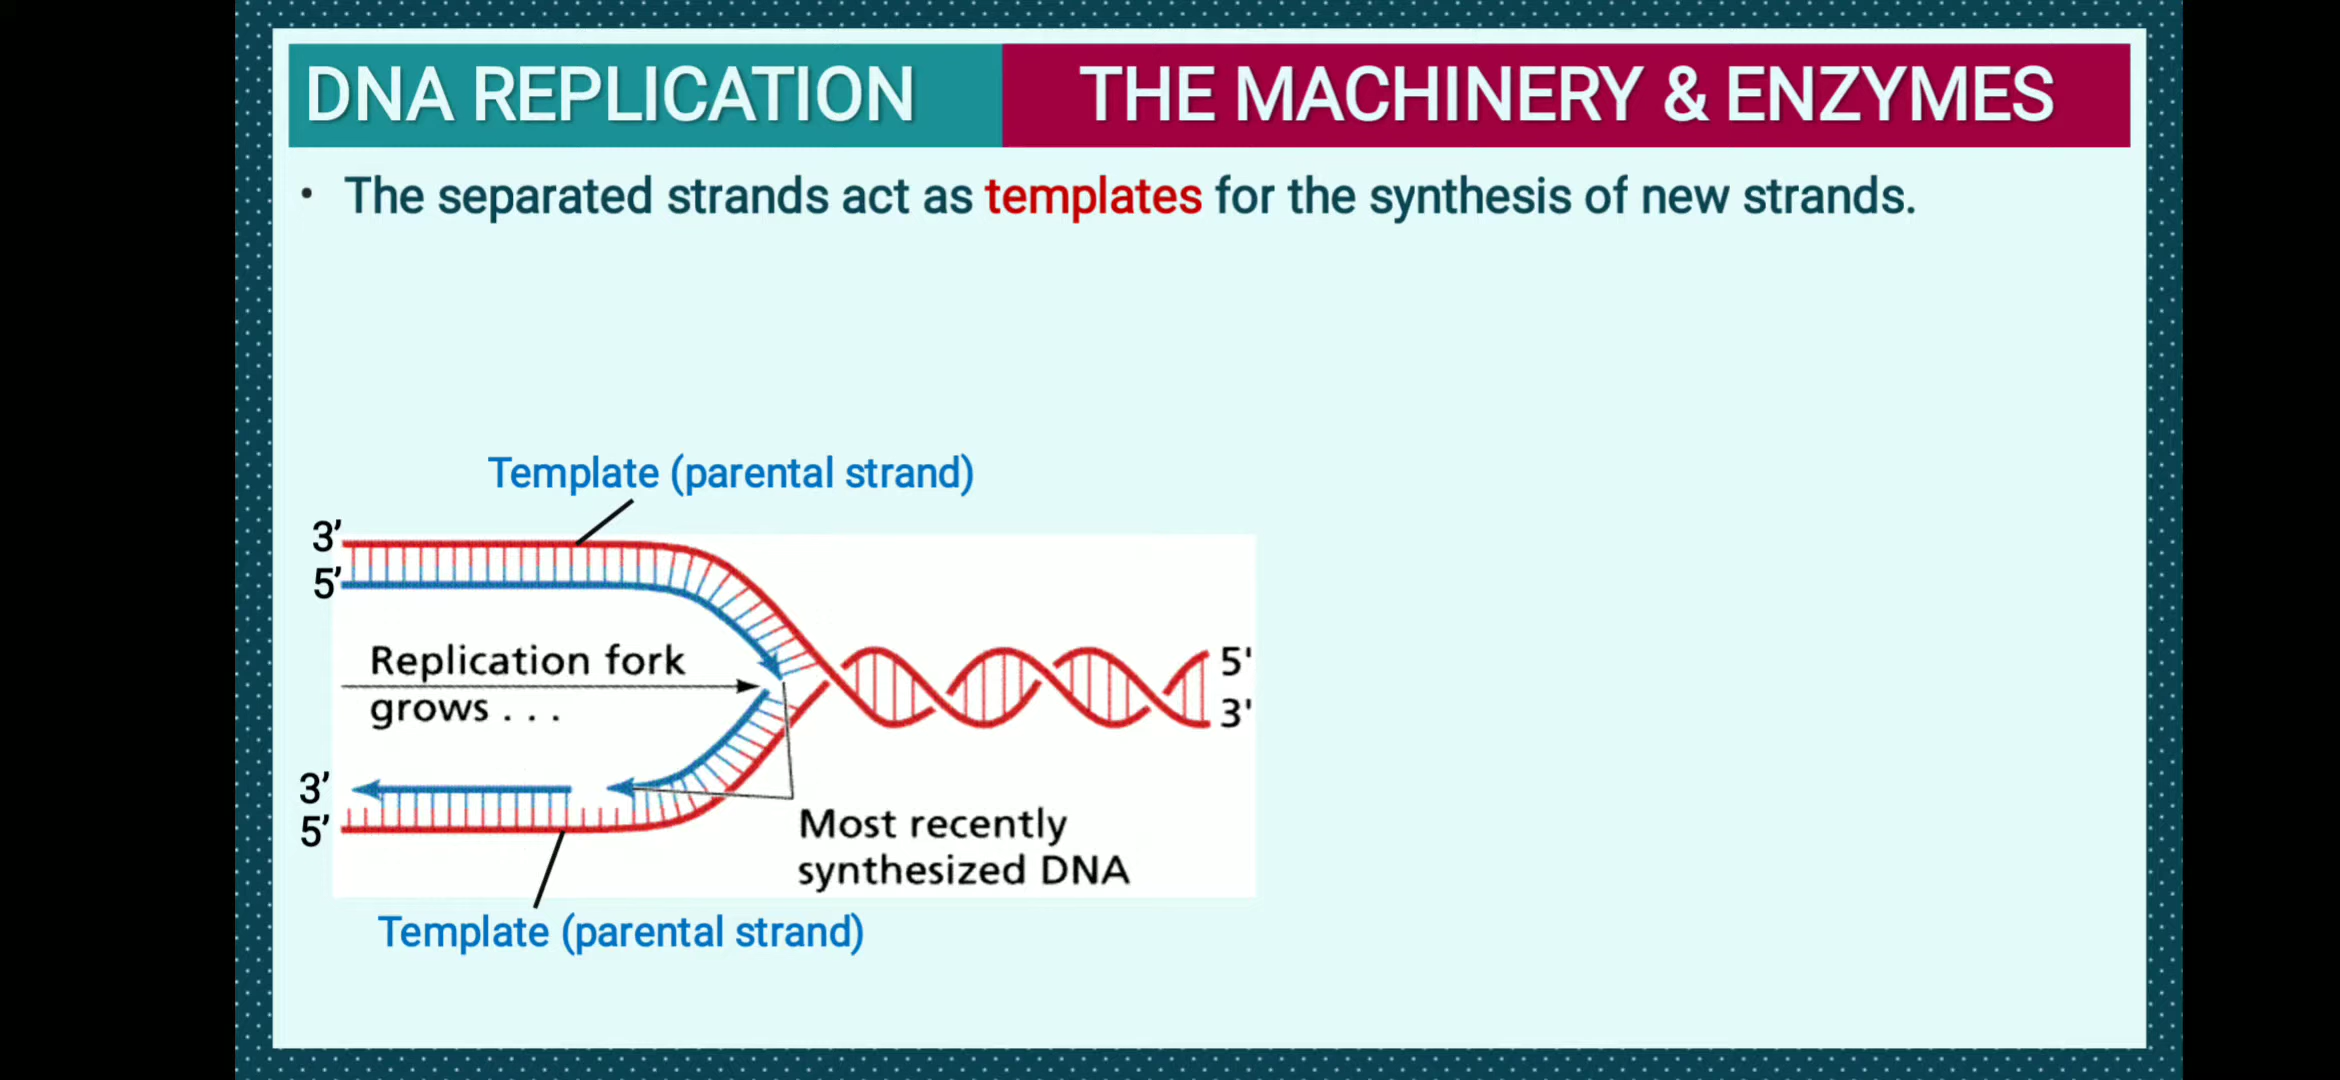 DNA REPLICATION
THE MACHINERY & ENZYMES
• The separated strands act as templates for the synthesis of new strands.
Template (parental strand)
3’
5’
Replication fork
grows . . .
5'
3'
3’
5’
Most recently
synthesized DNA
Template (parental strand)